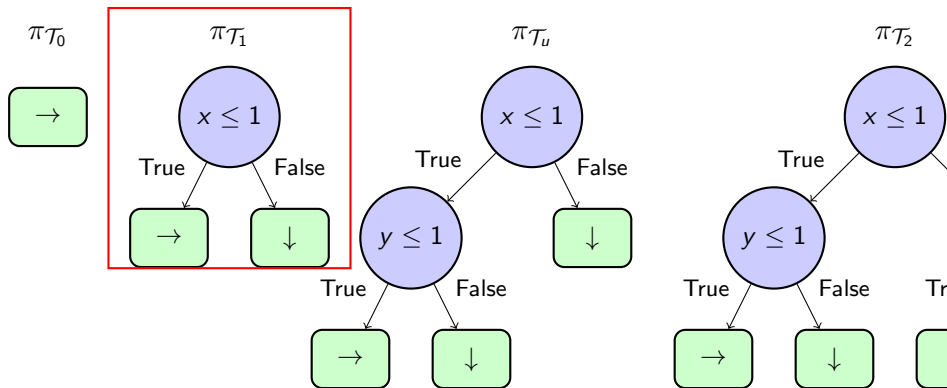 π𝒯₀ π𝒯₁ π𝒯ᵤ π𝒯₂
→ x ≤ 1 x ≤ 1 x ≤ 1
True False True False True
→ ↓ y ≤ 1 ↓ y ≤ 1
True False True False
→ ↓ → ↓